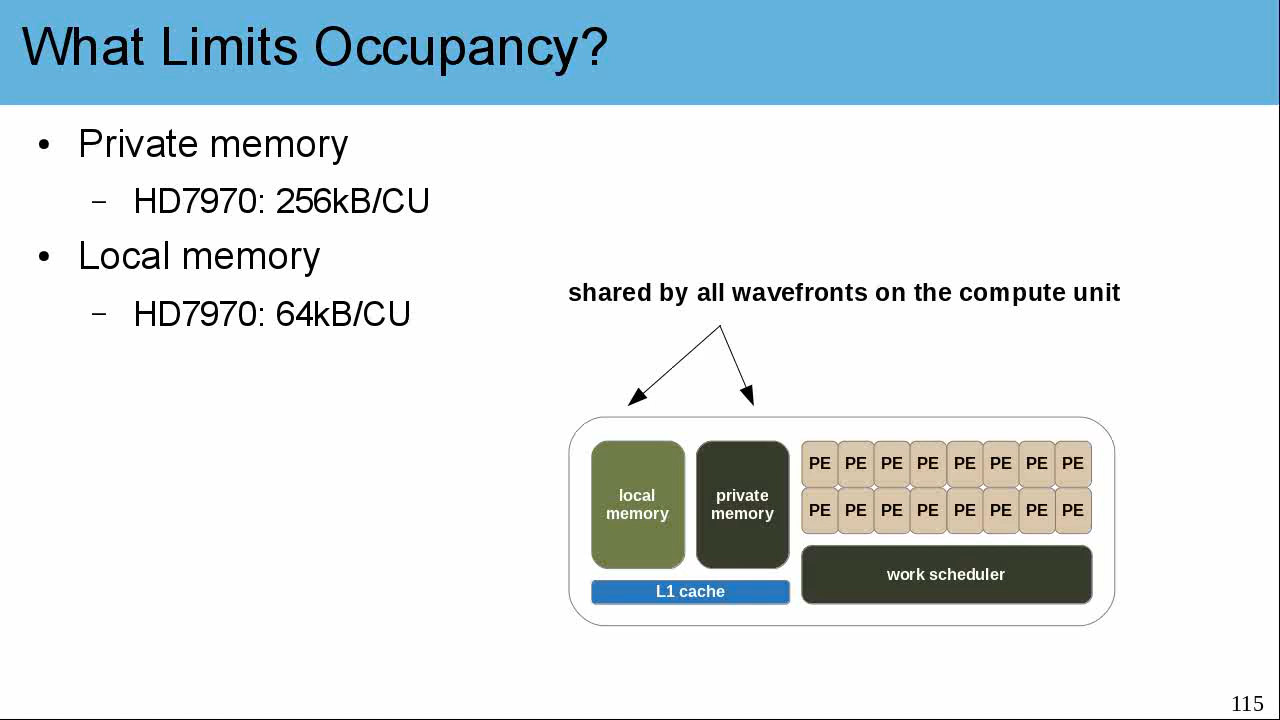 What Limits Occupancy?
• Private memory
– HD7970: 256kB/CU
• Local memory
– HD7970: 64kB/CU
shared by all wavefronts on the compute unit
local
memory
private
memory
L1 cache
PE PE PE PE PE PE PE PE
PE PE PE PE PE PE PE PE
work scheduler
115